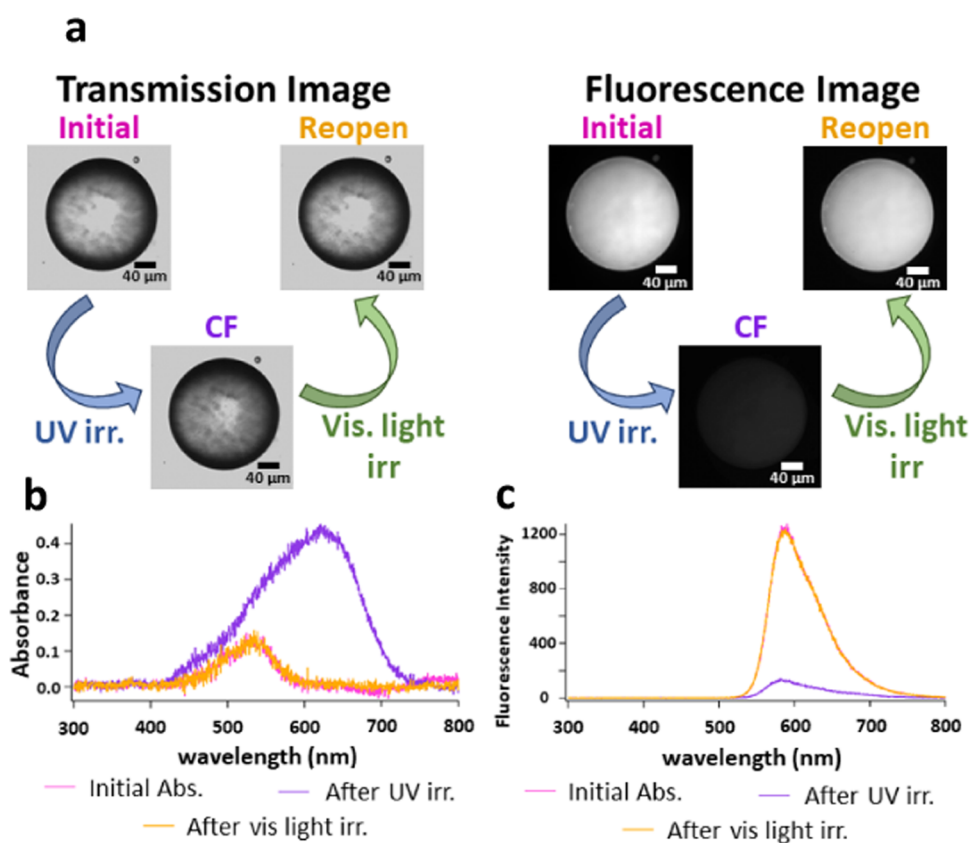 a
Transmission Image
Fluorescence Image
Initial
Reopen
Initial
Reopen
40 µm
40 µm
40 µm
40 µm
CF
CF
UV irr.
Vis. light
irr
40 µm
UV irr.
Vis. light
irr
40 µm
b
c
Absorbance
0.4
0.3
0.2
0.1
0.0
300 400 500 600 700 800
wavelength (nm)
Initial Abs.
After UV irr.
After vis light irr.
Fluorescence Intensity
1200
800
400
0
300 400 500 600 700 800
wavelength (nm)
Initial Abs.
After UV irr.
After vis light irr.